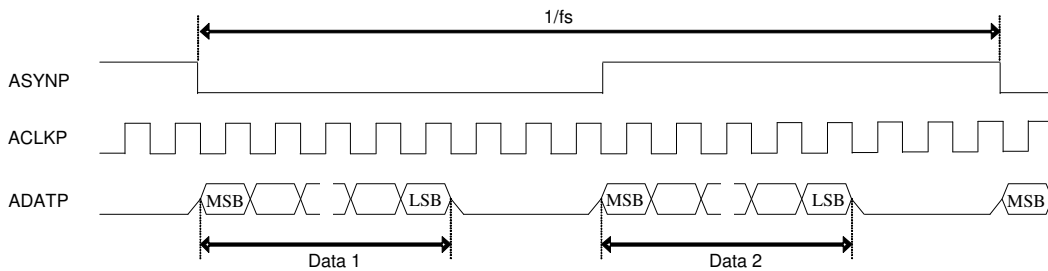 1/fs
ASYNP
ACLKP
ADATP
MSB LSB MSB LSB MSB
Data 1 Data 2